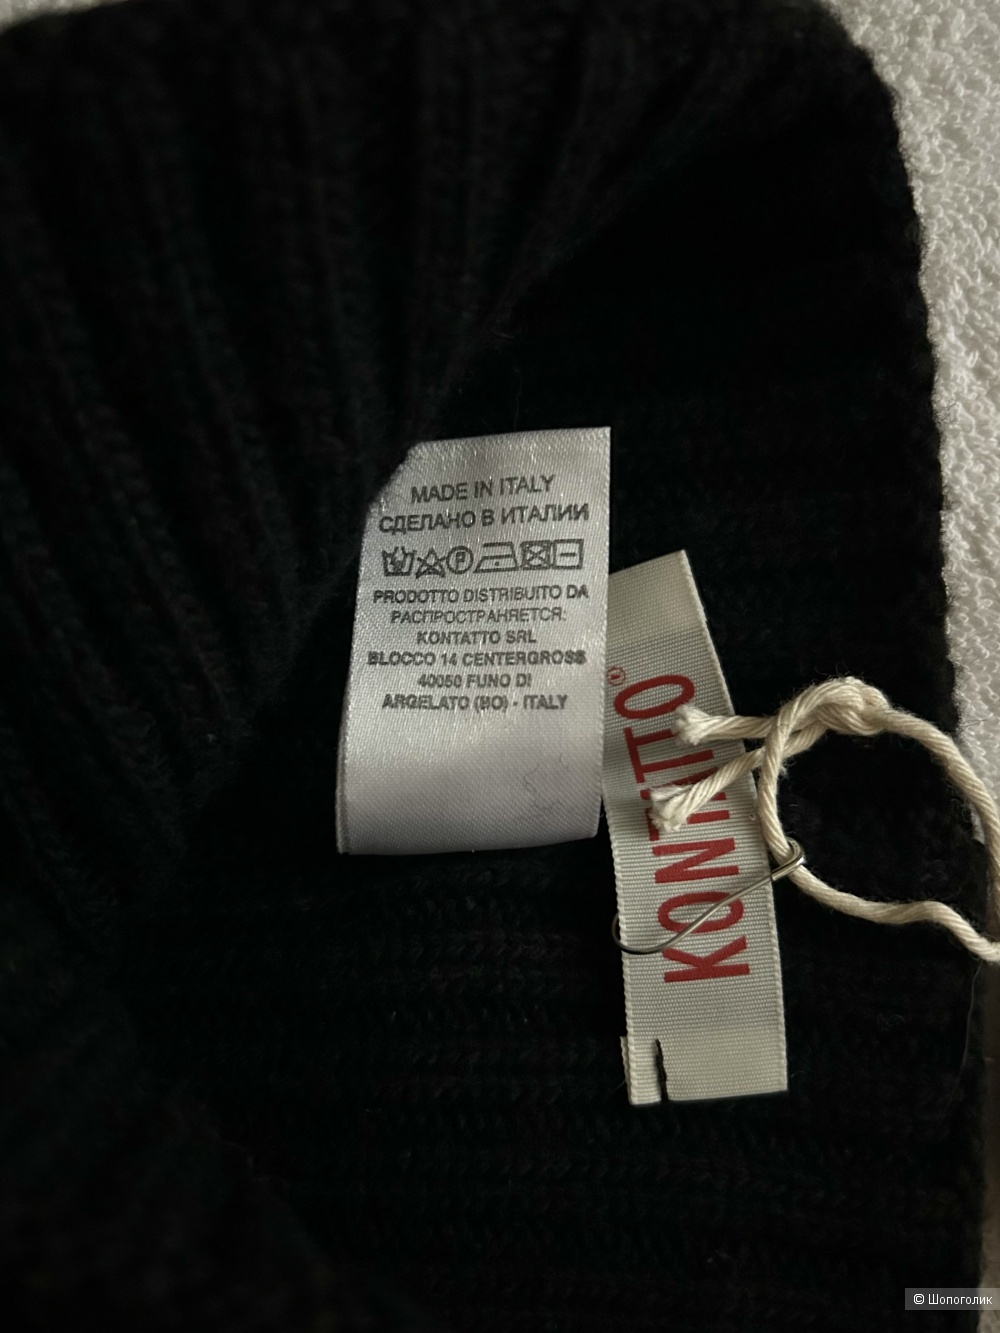 MADE IN ITALY
СДЕЛАНО В ИТАЛИИ
PRODOTTO DISTRIBUITO DA
РАСПРОСТРАНЯЕТСЯ:
KONTATTO SRL
BLOCCO 14 CENTERGROSS
40050 FUNO DI
ARGELATO (BO) - ITALY
KONTATTO®
© Шопоголик